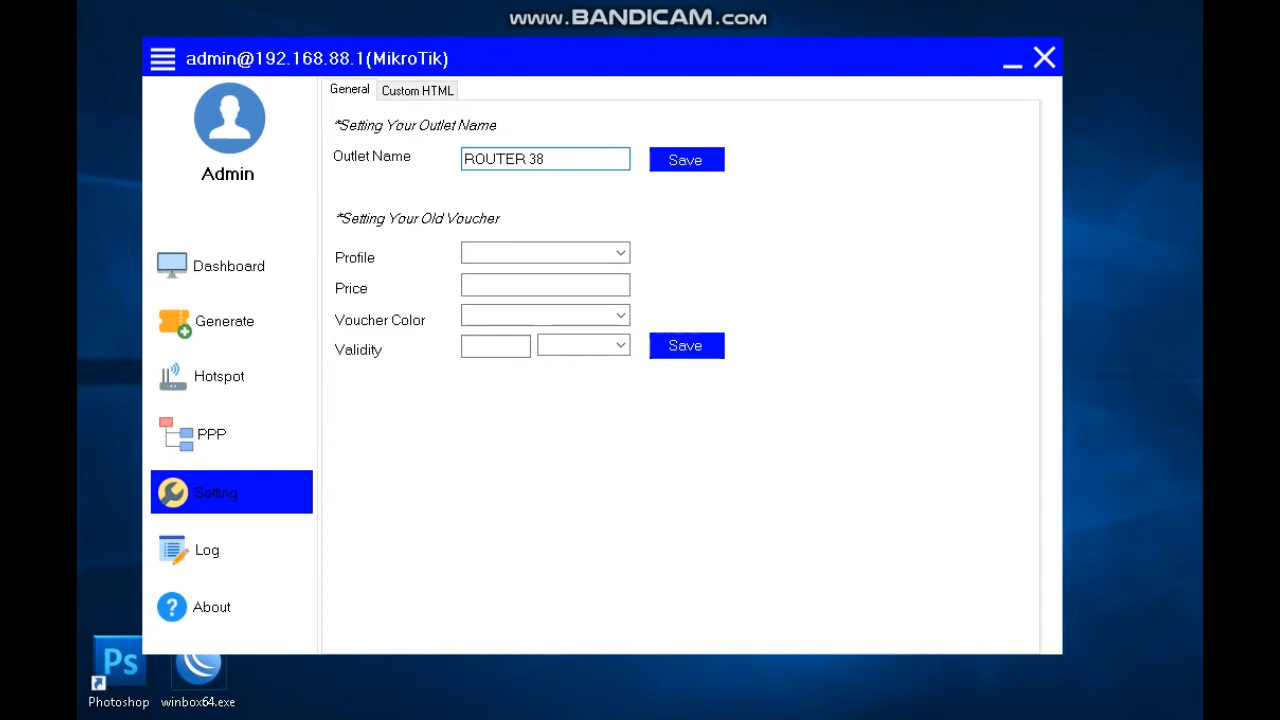 www.BANDICAM.com
admin@192.168.88.1(MikroTik)
General
Custom HTML
Admin
*Setting Your Outlet Name
Outlet Name
ROUTER 38
Save
*Setting Your Old Voucher
Profile
Price
Voucher Color
Validity
Save
Dashboard
Generate
Hotspot
PPP
Setting
Log
?
About
Ps
Photoshop
winbox64.exe